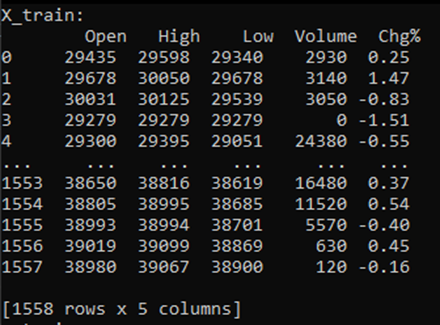 X_train:
Open High Low Volume Chg%
0 29435 29598 29340 2930 0.25
1 29678 30050 29678 3140 1.47
2 30031 30125 29539 3050 -0.83
3 29279 29279 29279 0 -1.51
4 29300 29395 29051 24380 -0.55
... ... ... ... ... ...
1553 38650 38816 38619 16480 0.37
1554 38805 38995 38685 11520 0.54
1555 38993 38994 38701 5570 -0.40
1556 39019 39099 38869 630 0.45
1557 38980 39067 38900 120 -0.16
[1558 rows x 5 columns]